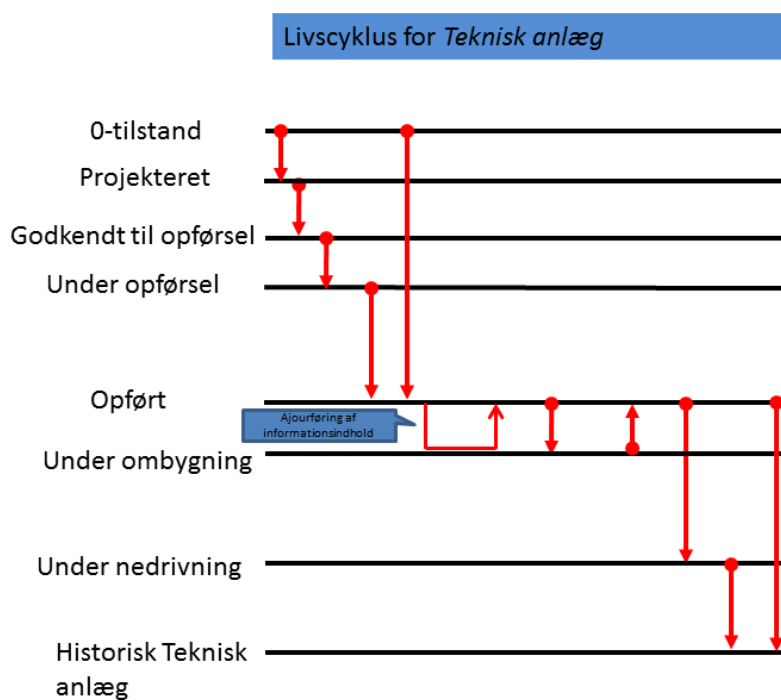 Livscyklus for Teknisk anlæg
0-tilstand
Projekteret
Godkendt til opførsel
Under opførsel
Opført
Ajourføring af
informationsindhold
Under ombygning
Under nedrivning
Historisk Teknisk
anlæg